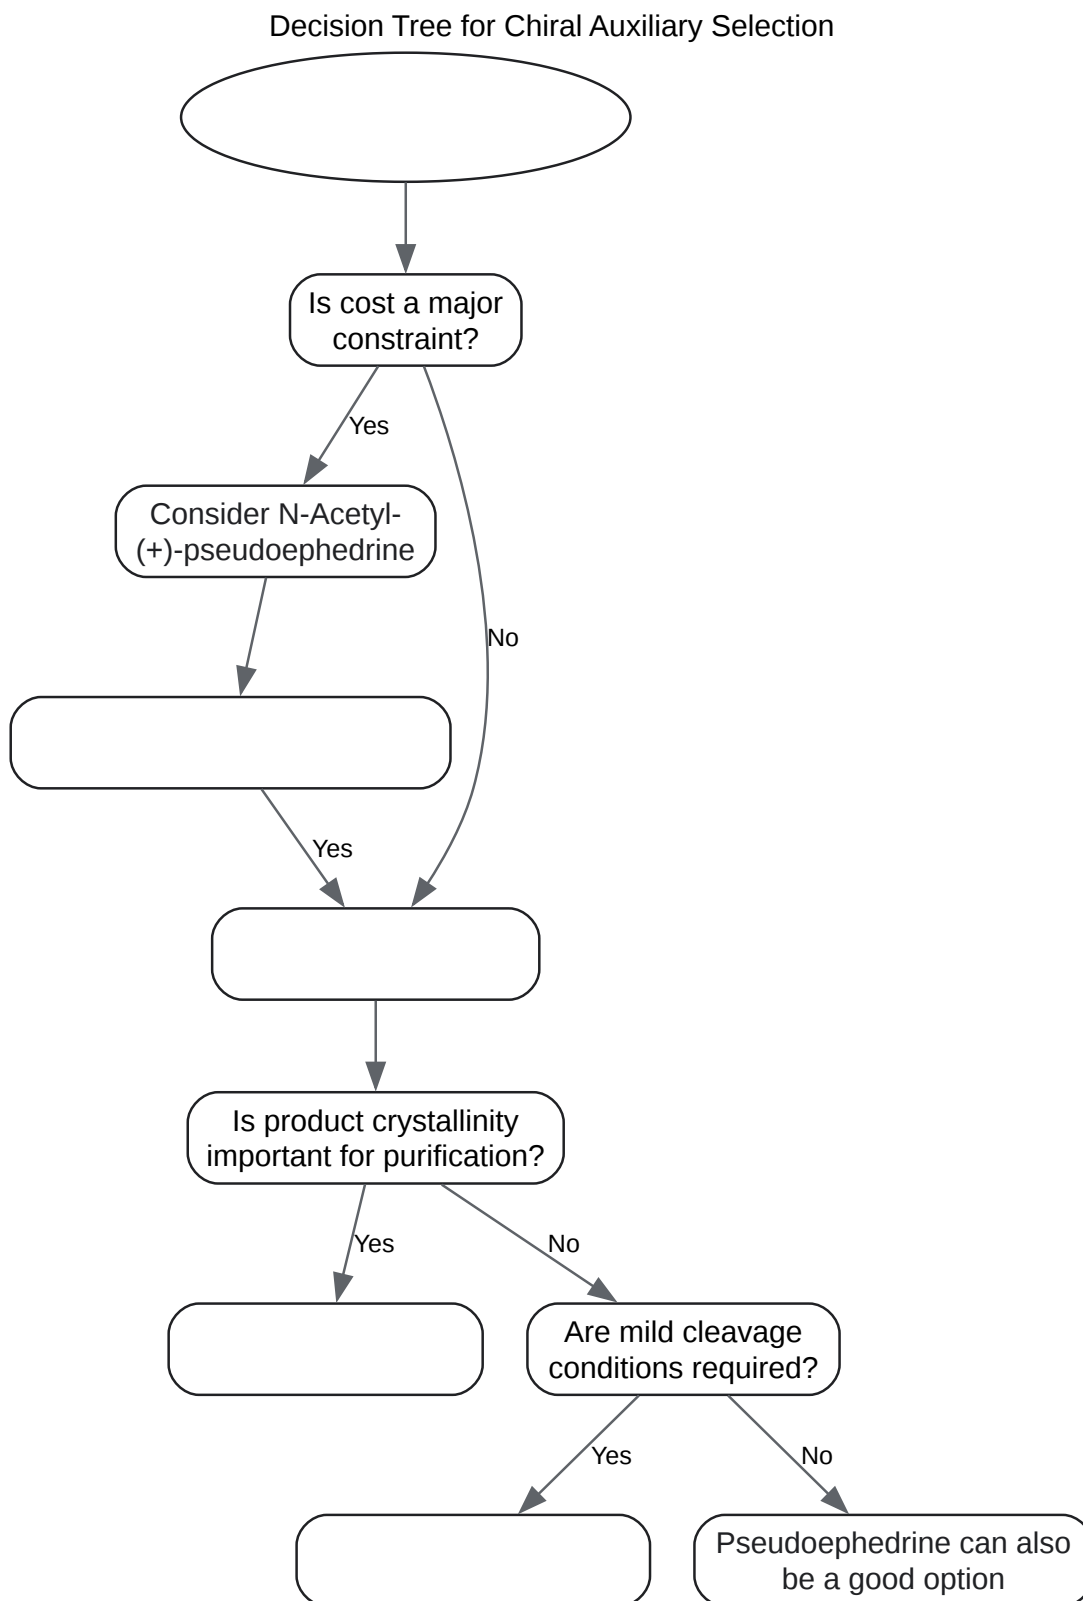 Decision Tree for Chiral Auxiliary Selection
Is cost a major
constraint?
Yes
Consider N-Acetyl-
(+)-pseudoephedrine
No
Yes
Is product crystallinity
important for purification?
Yes
No
Are mild cleavage
conditions required?
Yes
No
Pseudoephedrine can also
be a good option